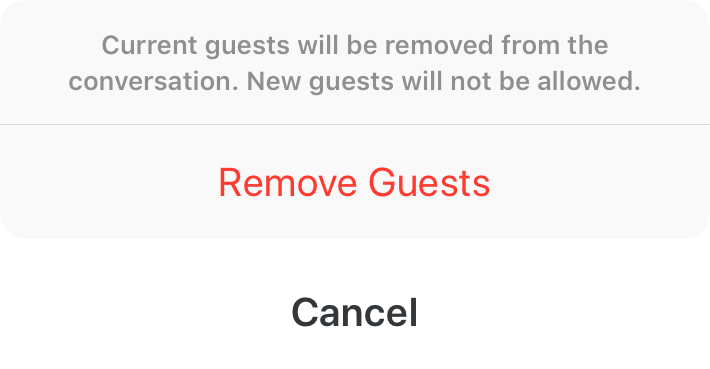 Current guests will be removed from the
conversation. New guests will not be allowed.
Remove Guests
Cancel